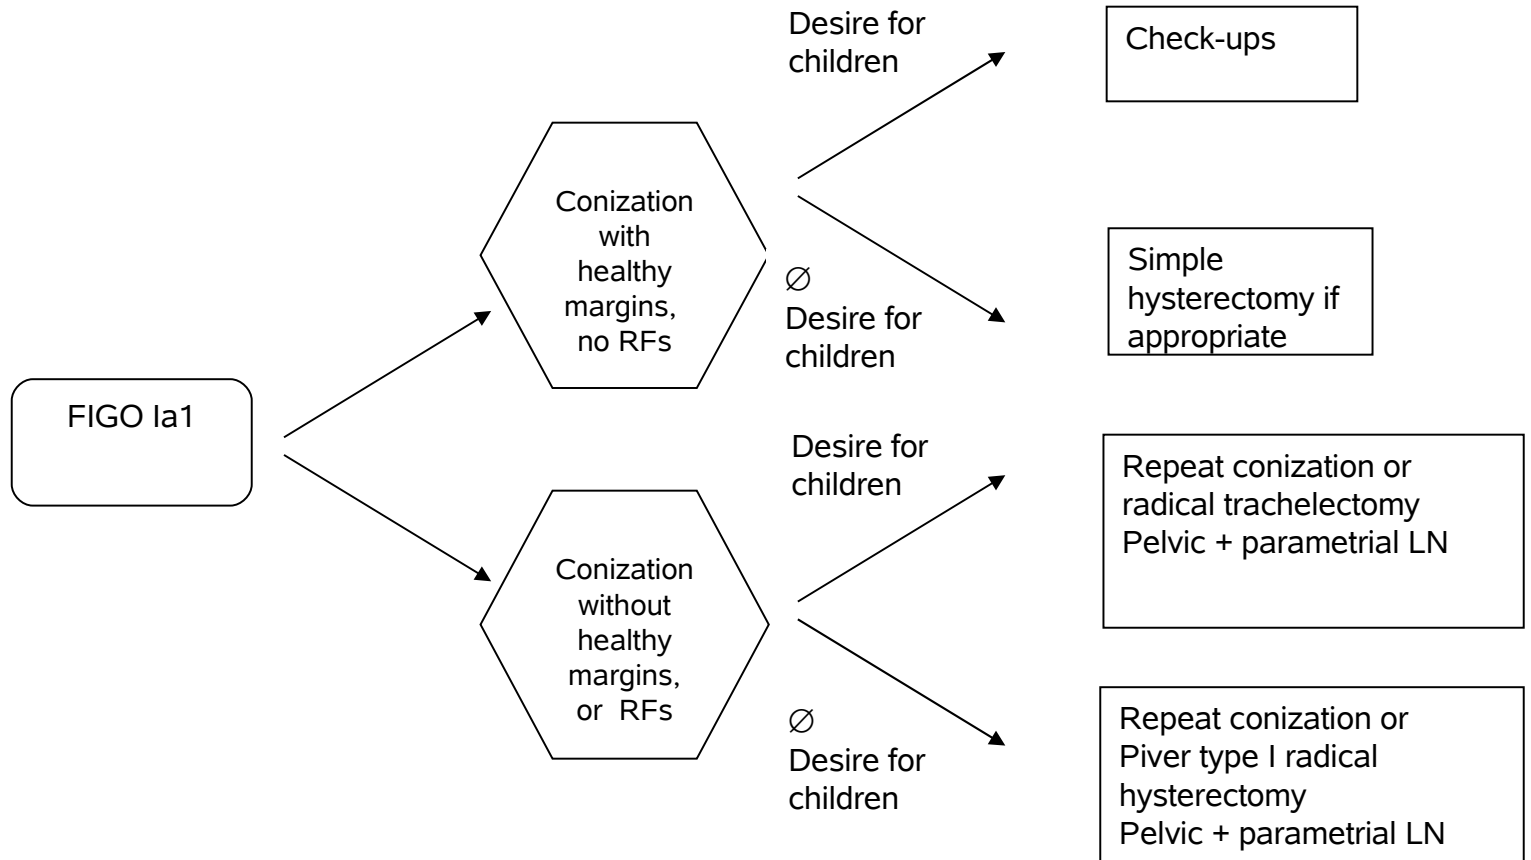 FIGO Ia1
Conization
with
healthy
margins,
no RFs
Desire for
children
Check-ups
∅
Desire for
children
Simple
hysterectomy if
appropriate
Conization
without
healthy
margins,
or RFs
Desire for
children
Repeat conization or
radical trachelectomy
Pelvic + parametrial LN
∅
Desire for
children
Repeat conization or
Piver type I radical
hysterectomy
Pelvic + parametrial LN